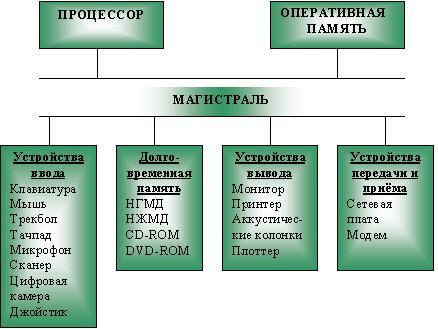 ПРОЦЕССОР
ОПЕРАТИВНАЯ
ПАМЯТЬ
МАГИСТРАЛЬ
Устройства
ввода
Клавиатура
Мышь
Трекбол
Тачпад
Микрофон
Сканер
Цифровая
камера
Джойстик
Долго-
временная
память
НГМД
НЖМД
CD-ROM
DVD-ROM
Устройства
вывода
Монитор
Принтер
Аккустичес-
кие колонки
Плоттер
Устройства
передачи и
приёма
Сетевая
плата
Модем